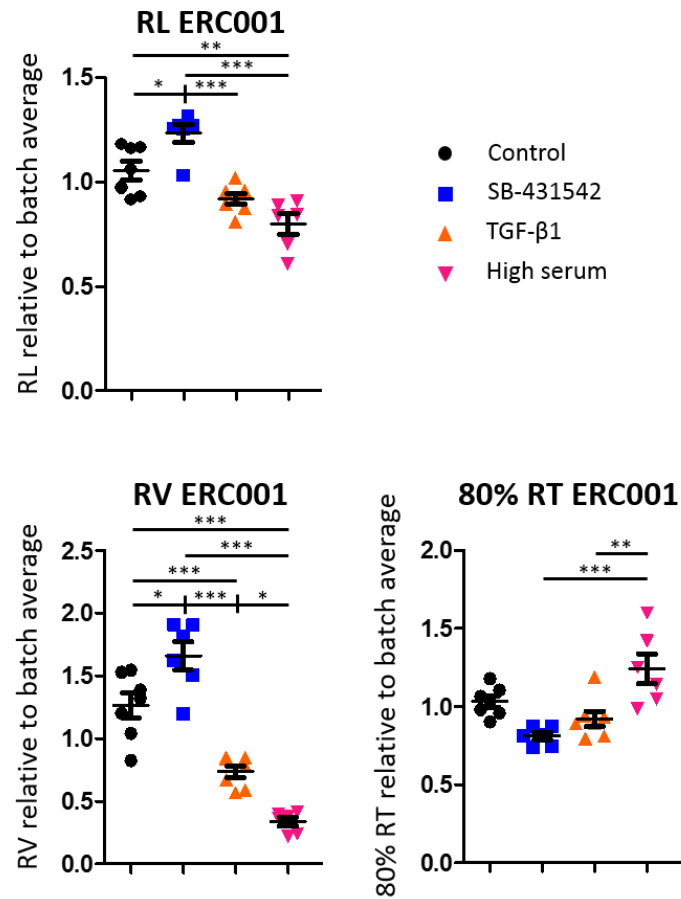 RL ERC001
**
***
* ***
RL relative to batch average
1.5
1.0
0.5
0.0
Control
SB-431542
TGF-β1
High serum
RV ERC001
***
***
***
* *** *
RV relative to batch average
2.5
2.0
1.5
1.0
0.5
0.0
80% RT ERC001
**
***
80% RT relative to batch average
2.0
1.5
1.0
0.5
0.0